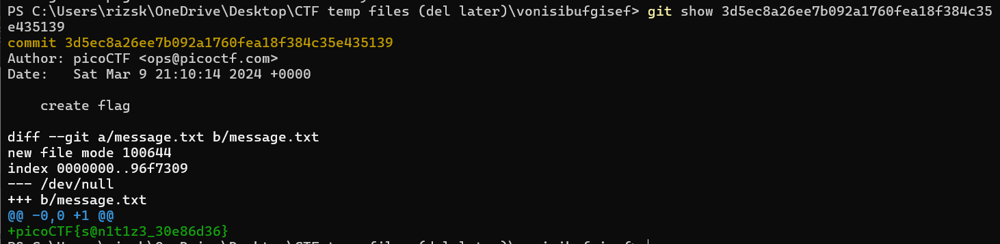 PS C:\Users\rizsk\OneDrive\Desktop\CTF temp files (del later)\vonisibufgisef> git show 3d5ec8a26ee7b092a1760fea18f384c35
e435139
commit 3d5ec8a26ee7b092a1760fea18f384c35e435139
Author: picoCTF <ops@picoctf.com>
Date:   Sat Mar 9 21:10:14 2024 +0000
    create flag
diff --git a/message.txt b/message.txt
new file mode 100644
index 0000000..96f7309
--- /dev/null
+++ b/message.txt
@@ -0,0 +1 @@
+picoCTF{s@n1t1z3_30e86d36}